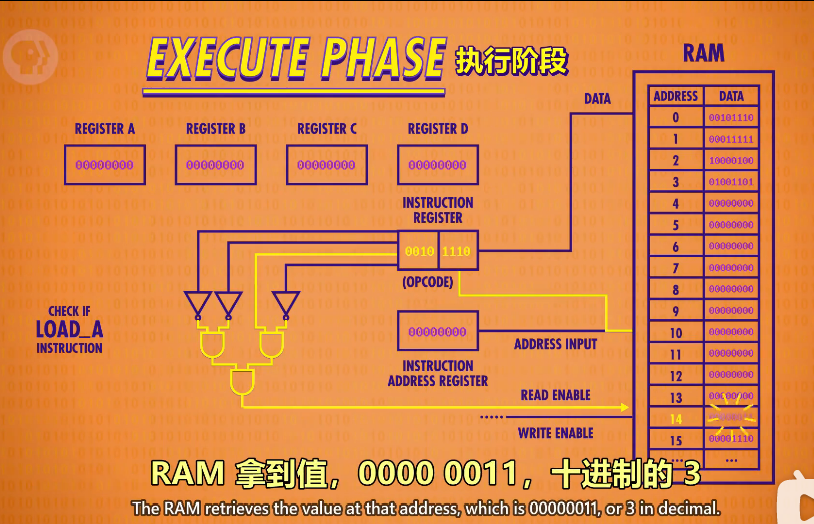 EXECUTE PHASE 执行阶段
RAM
DATA
ADDRESS DATA
0 00101110
1 00011111
2 10000100
3 01001101
4 00000000
5 00000000
6 00000000
7 00000000
8 00000000
9 00000000
10 00000000
11 00000000
12 00000000
13 00000000
14
15 00001110
... ...
REGISTER A
00000000
REGISTER B
00000000
REGISTER C
00000000
REGISTER D
00000000
INSTRUCTION
REGISTER
0010 1110
(OPCODE)
CHECK IF
LOAD_A
INSTRUCTION
00000000
INSTRUCTION
ADDRESS REGISTER
ADDRESS INPUT
READ ENABLE
WRITE ENABLE
RAM 拿到值，0000 0011，十进制的 3
The RAM retrieves the value at that address, which is 00000011, or 3 in decimal.